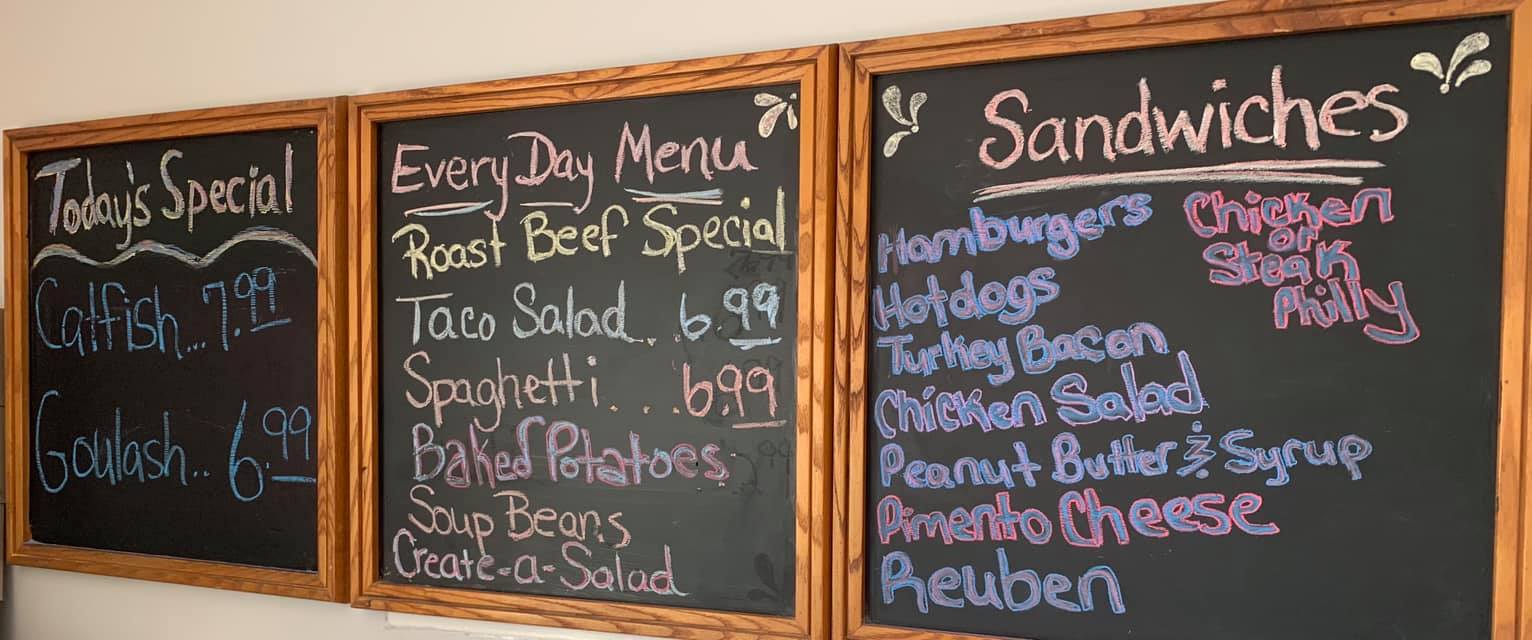 Today's Special
Catfish... 7.99
Goulash.. 6.99
Every Day Menu
Roast Beef Special
Taco Salad... 6.99
Spaghetti.... 6.99
Baked Potatoes
Soup Beans
Create-a-Salad
Sandwiches
Hamburgers
Hotdogs
Turkey Bacon
Chicken Salad
Peanut Butter & Syrup
Pimento Cheese
Reuben
Chicken
or
Steak
Philly